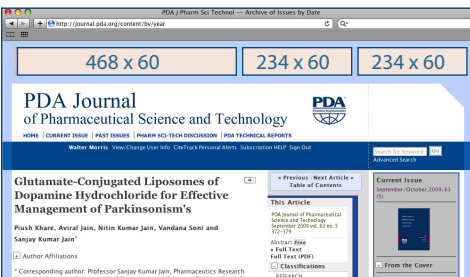 PDA J Pharm Sci Technol — Archive of Issues by Date
http://journal.pda.org/content/by/year
468 x 60
234 x 60
234 x 60
PDA Journal
of Pharmaceutical Science and Technology
PDA
HOME | CURRENT ISSUE | PAST ISSUES | PHARM SCI-TECH DISCUSSION | PDA TECHNICAL REPORTS
Walter Morris View/Change User Info CiteTrack Personal Alerts Subscription HELP Sign Out
Search for Keyword Go
Advanced Search
Glutamate-Conjugated Liposomes of
Dopamine Hydrochloride for Effective
Management of Parkinsonism's
Piush Khare, Aviral Jain, Nitin Kumar Jain, Vandana Soni and
Sanjay Kumar Jain*
+ Author Affiliations
* Corresponding author: Professor Sanjay Kumar Jain, Pharmaceutics Research
« Previous | Next Article »
Table of Contents
This Article
PDA Journal of Pharmaceutical
Science and Technology
September 2009 vol. 63 no. 5
372-379
Abstract Free
» Full Text
Full Text (PDF)
- Classifications
Current Issue
September/October 2009, 63
(5)
From the Cover